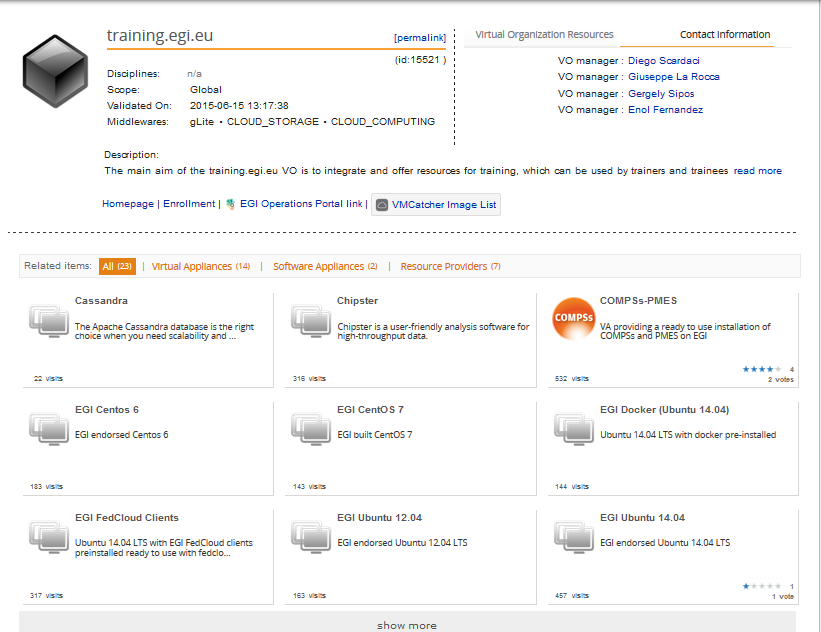 training.egi.eu
[permalink]
(id:15521 )
Disciplines: n/a
Scope: Global
Validated On: 2015-06-15 13:17:38
Middlewares: gLite • CLOUD_STORAGE • CLOUD_COMPUTING
Virtual Organization Resources
Contact Information
VO manager : Diego Scardaci
VO manager : Giuseppe La Rocca
VO manager : Gergely Sipos
VO manager : Enol Fernandez
Description:
The main aim of the training.egi.eu VO is to integrate and offer resources for training, which can be used by trainers and trainees read more
Homepage | Enrollment | EGI Operations Portal link | VMCatcher Image List
Related items: All (23) | Virtual Appliances (14) | Software Appliances (2) | Resource Providers (7)
Cassandra
The Apache Cassandra database is the right
choice when you need scalability and ...
22 visits
Chipster
Chipster is a user-friendly analysis software for
high-throughput data.
316 visits
COMPSs
COMPSs-PMES
VA providing a ready to use installation of
COMPSs and PMES on EGI
532 visits
4
2 votes
EGI Centos 6
EGI endorsed Centos 6
183 visits
EGI CentOS 7
EGI built CentOS 7
143 visits
EGI Docker (Ubuntu 14.04)
Ubuntu 14.04 LTS with docker pre-installed
144 visits
EGI FedCloud Clients
Ubuntu 14.04 LTS with EGI FedCloud clients
preinstalled ready to use with fedclo...
317 visits
EGI Ubuntu 12.04
EGI endorsed Ubuntu 12.04 LTS
163 visits
EGI Ubuntu 14.04
EGI endorsed Ubuntu 14.04 LTS
457 visits
1
1 vote
show more